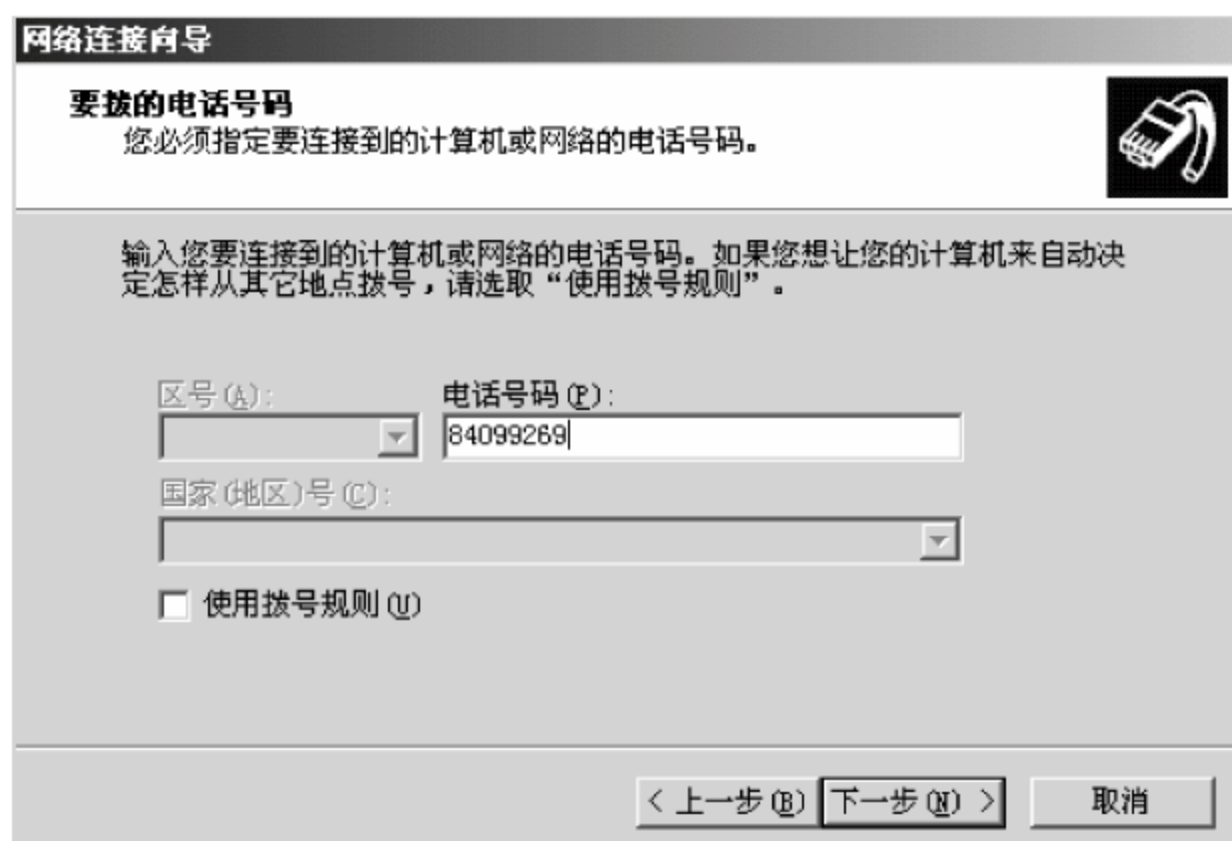 网络连接向导
要拨的电话号码
您必须指定要连接到的计算机或网络的电话号码。
输入您要连接到的计算机或网络的电话号码。如果您想让您的计算机来自动决
定怎样从其它地点拨号，请选取“使用拨号规则”。
区号(A): 电话号码(P):
84099269
国家(地区)号(C):
使用拨号规则(U)
< 上一步(B) 下一步(N) > 取消